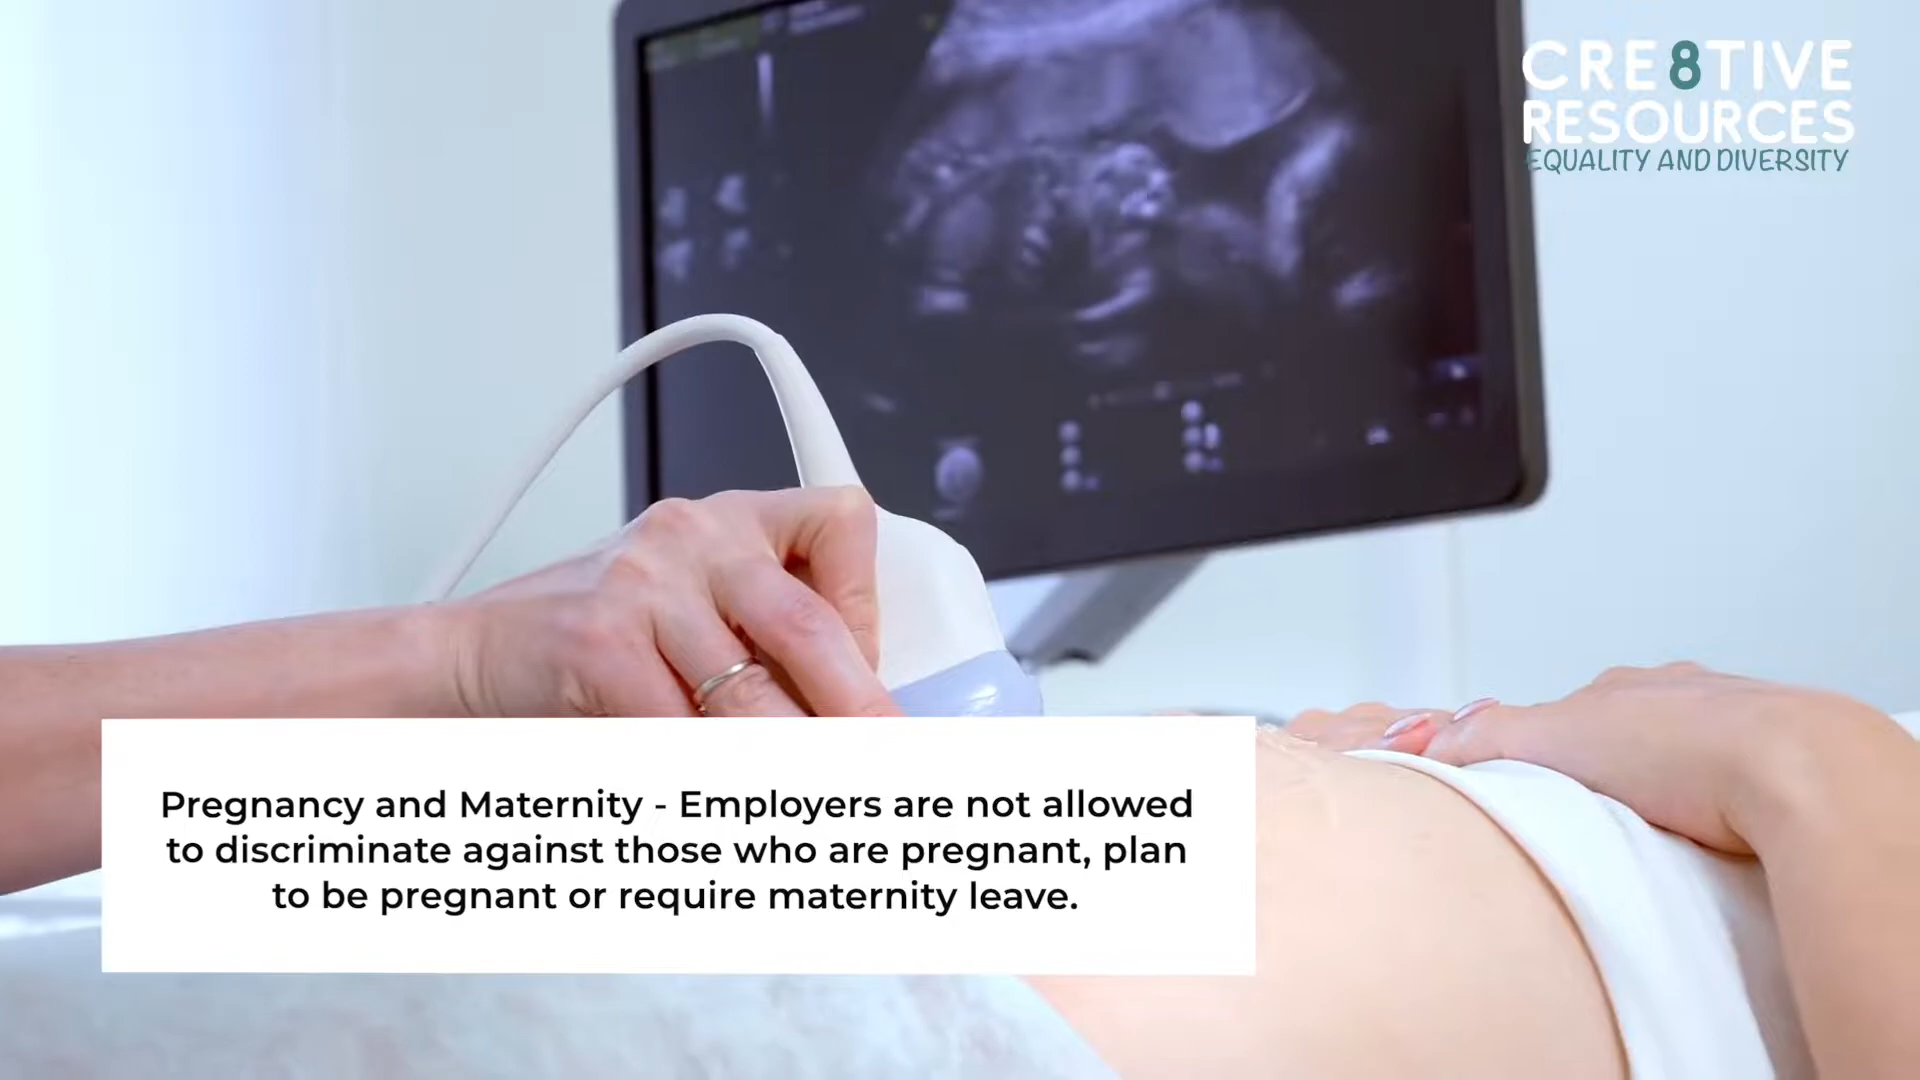 CRE8TIVE
RESOURCES
EQUALITY AND DIVERSITY
Pregnancy and Maternity - Employers are not allowed
to discriminate against those who are pregnant, plan
to be pregnant or require maternity leave.